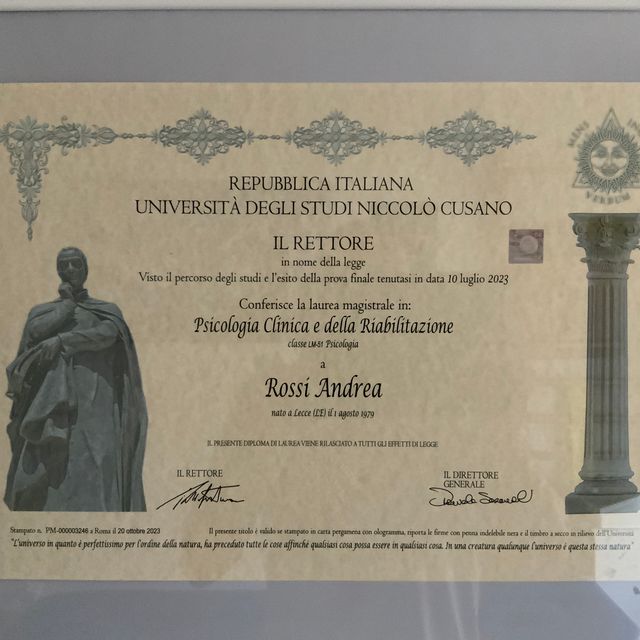 MENS IN
VERBUM
REPUBBLICA ITALIANA
UNIVERSITÀ DEGLI STUDI NICCOLÒ CUSANO
IL RETTORE
in nome della legge
Visto il percorso degli studi e l'esito della prova finale tenutasi in data 10 luglio 2023
Conferisce la laurea magistrale in:
Psicologia Clinica e della Riabilitazione
classe LM-51 Psicologia
a
Rossi Andrea
nato a Lecce (LE) il 1 agosto 1979
IL PRESENTE DIPLOMA DI LAUREA VIENE RILASCIATO A TUTTI GLI EFFETTI DI LEGGE
IL RETTORE
IL DIRETTORE
GENERALE
Stampato n. PM-000003246 a Roma il 20 ottobre 2023
Il presente titolo è valido se stampato in carta pergamena con ologramma, riporta le firme con penna indelebile nera e il timbro a secco in rilievo dell'Università
"L'universo in quanto è perfettissimo per l'ordine della natura, ha preceduto tutte le cose affinché qualsiasi cosa possa essere in qualsiasi cosa. In una creatura qualunque l'universo è questa stessa natura"